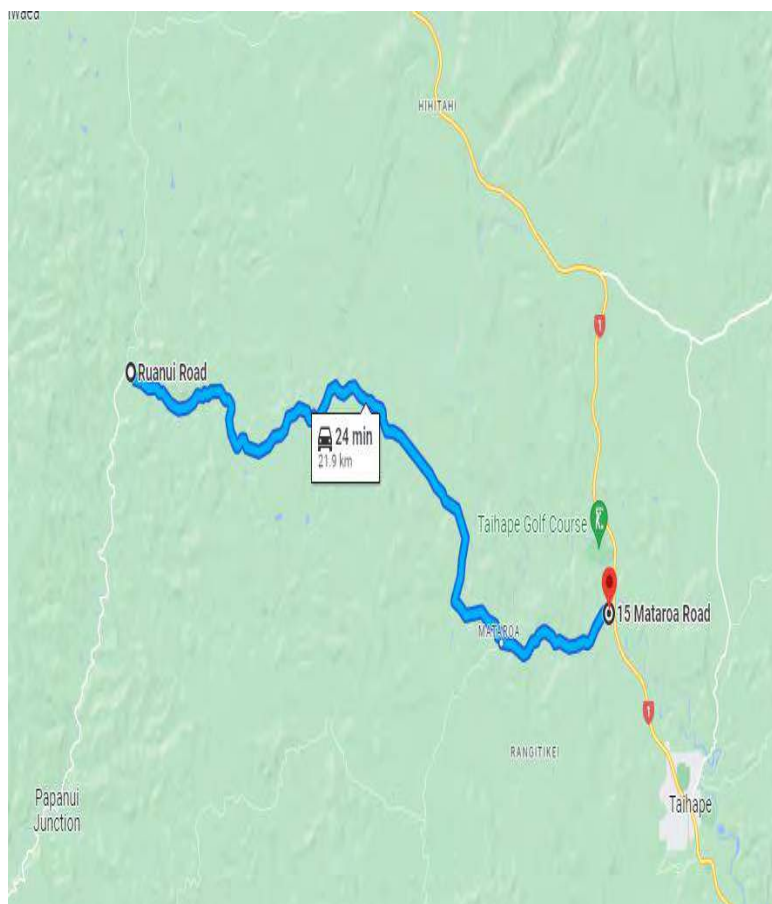 HIHITAHI
1
Ruanui Road
24 min
21.9 km
Taihape Golf Course
15 Mataroa Road
MATAROA
1
RANGITIKEI
Papanui
Junction
Taihape